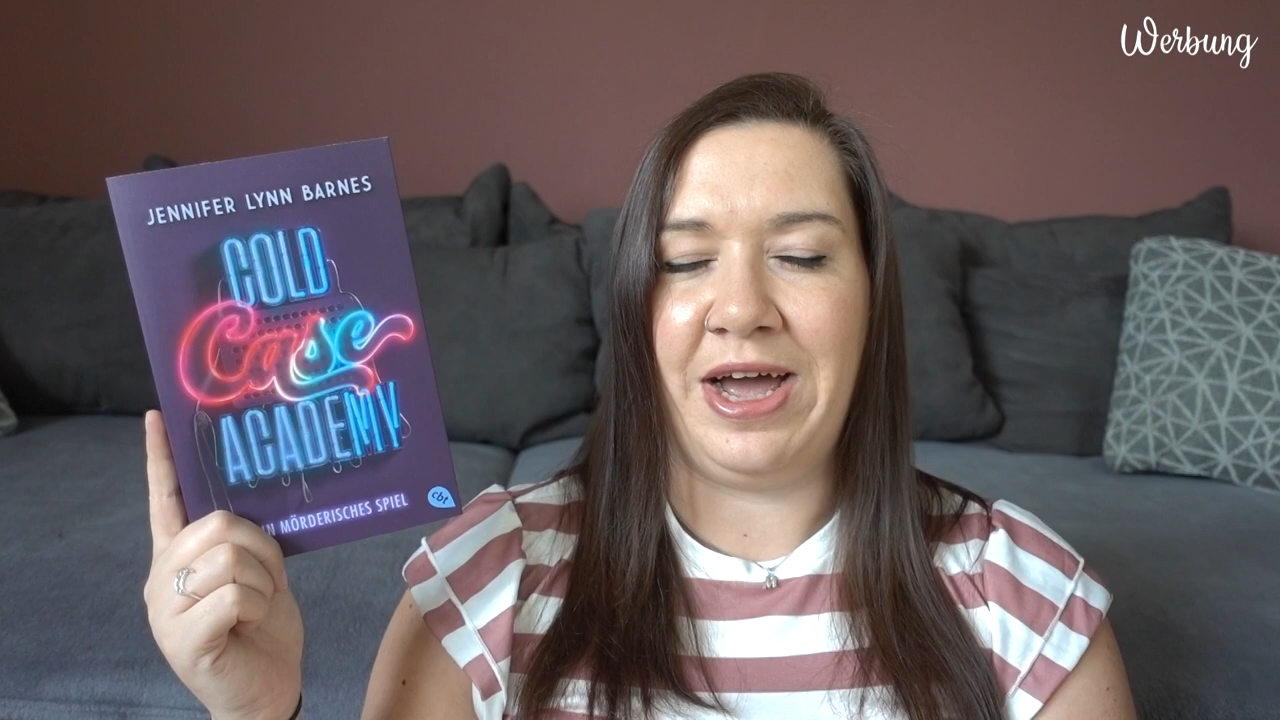 Werbung
JENNIFER LYNN BARNES
COLD
Case
ACADEMY
N MÖRDERISCHES SPIEL
cbt